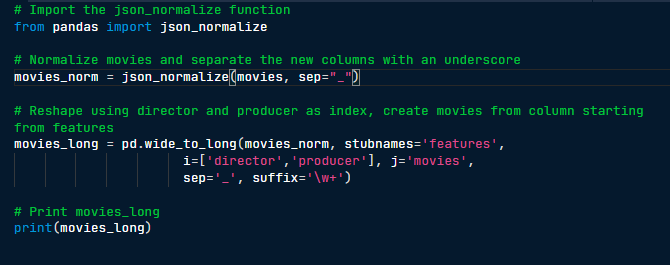 # Import the json_normalize function
from pandas import json_normalize
# Normalize movies and separate the new columns with an underscore
movies_norm = json_normalize(movies, sep="_")
# Reshape using director and producer as index, create movies from column starting
from features
movies_long = pd.wide_to_long(movies_norm, stubnames='features',
i=['director','producer'], j='movies',
sep='_', suffix='\w+')
# Print movies_long
print(movies_long)